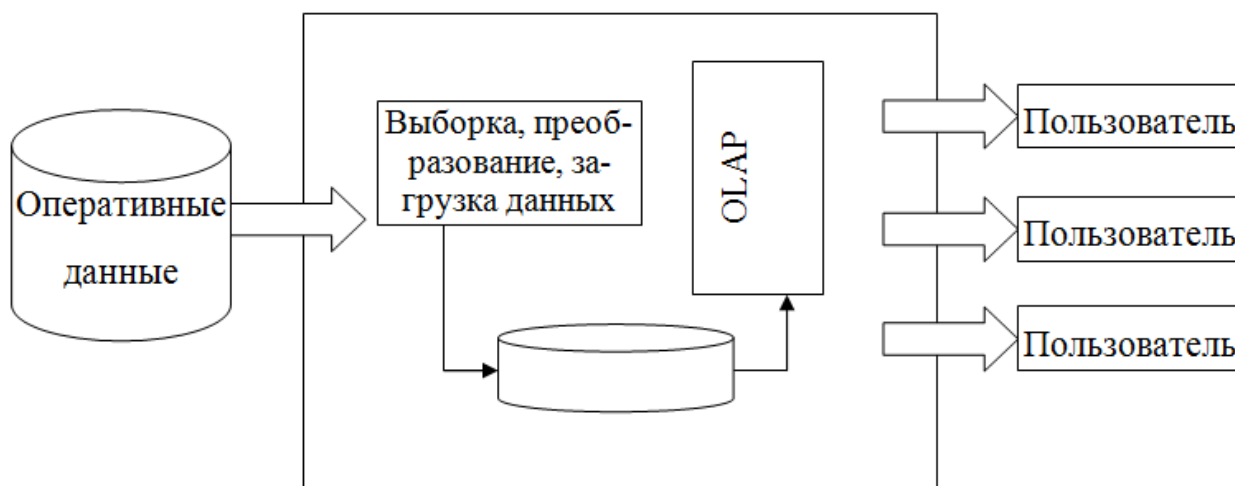 Оперативные
данные
Выборка, преоб-
разование, за-
грузка данных
OLAP
Пользователь
Пользователь
Пользователь